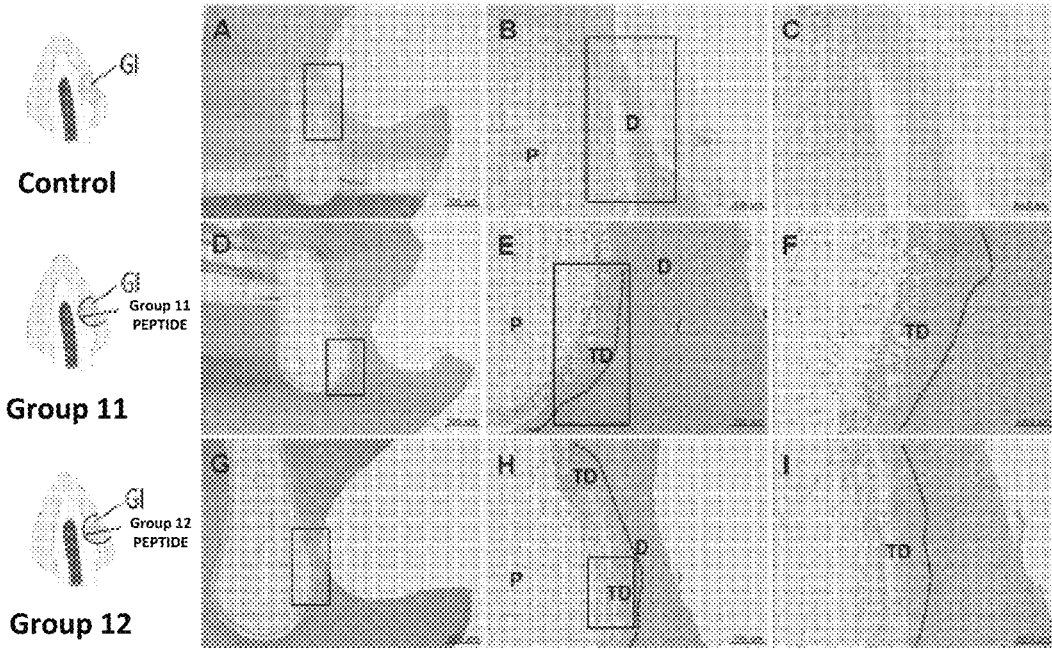 GI
Control
A
B
D
P
C
GI
Group 11
PEPTIDE
Group 11
D
E
D
P
TD
F
TD
GI
Group 12
PEPTIDE
Group 12
G
H
TD
D
P
TD
I
TD